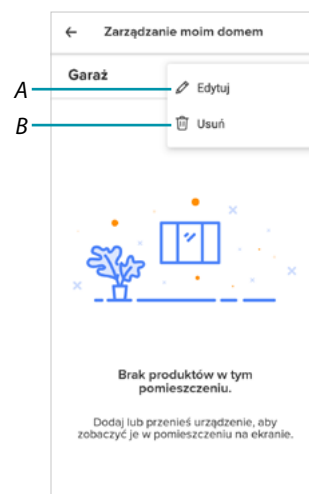 ← Zarządzanie moim domem
Garaż
A Edytuj
B Usuń
Brak produktów w tym
pomieszczeniu.
Dodaj lub przenieś urządzenie, aby
zobaczyć je w pomieszczeniu na ekranie.